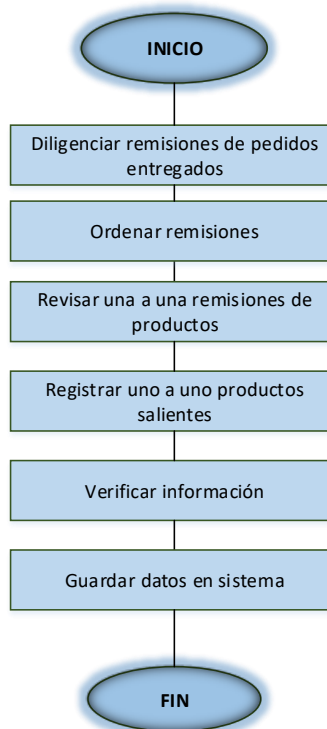 INICIO
Diligenciar remisiones de pedidos
entregados
Ordenar remisiones
Revisar una a una remisiones de
productos
Registrar uno a uno productos
salientes
Verificar información
Guardar datos en sistema
FIN